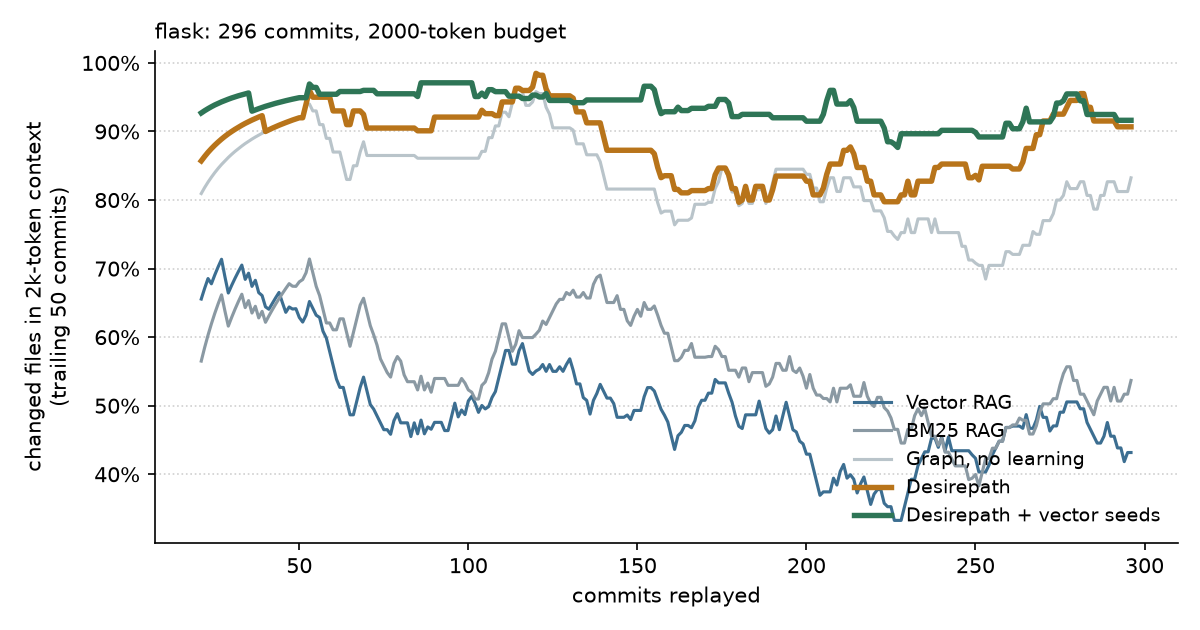 flask: 296 commits, 2000-token budget
changed files in 2k-token context
(trailing 50 commits)
100%
90%
80%
70%
60%
50%
40%
Vector RAG
BM25 RAG
Graph, no learning
Desirepath
Desirepath + vector seeds
50 100 150 200 250 300
commits replayed